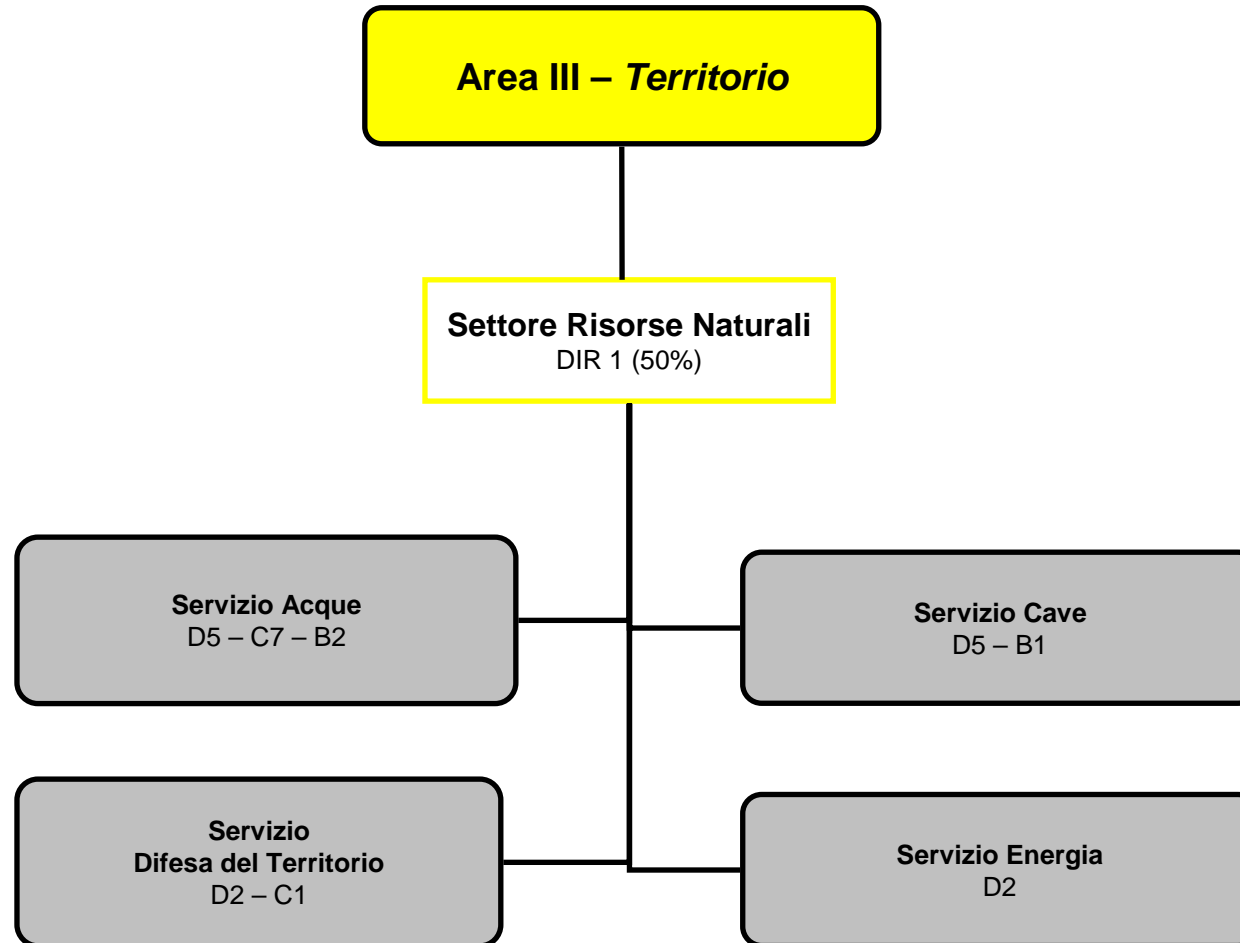 Area III – Territorio
Settore Risorse Naturali
DIR 1 (50%)
Servizio Acque
D5 – C7 – B2
Servizio Cave
D5 – B1
Servizio
Difesa del Territorio
D2 – C1
Servizio Energia
D2